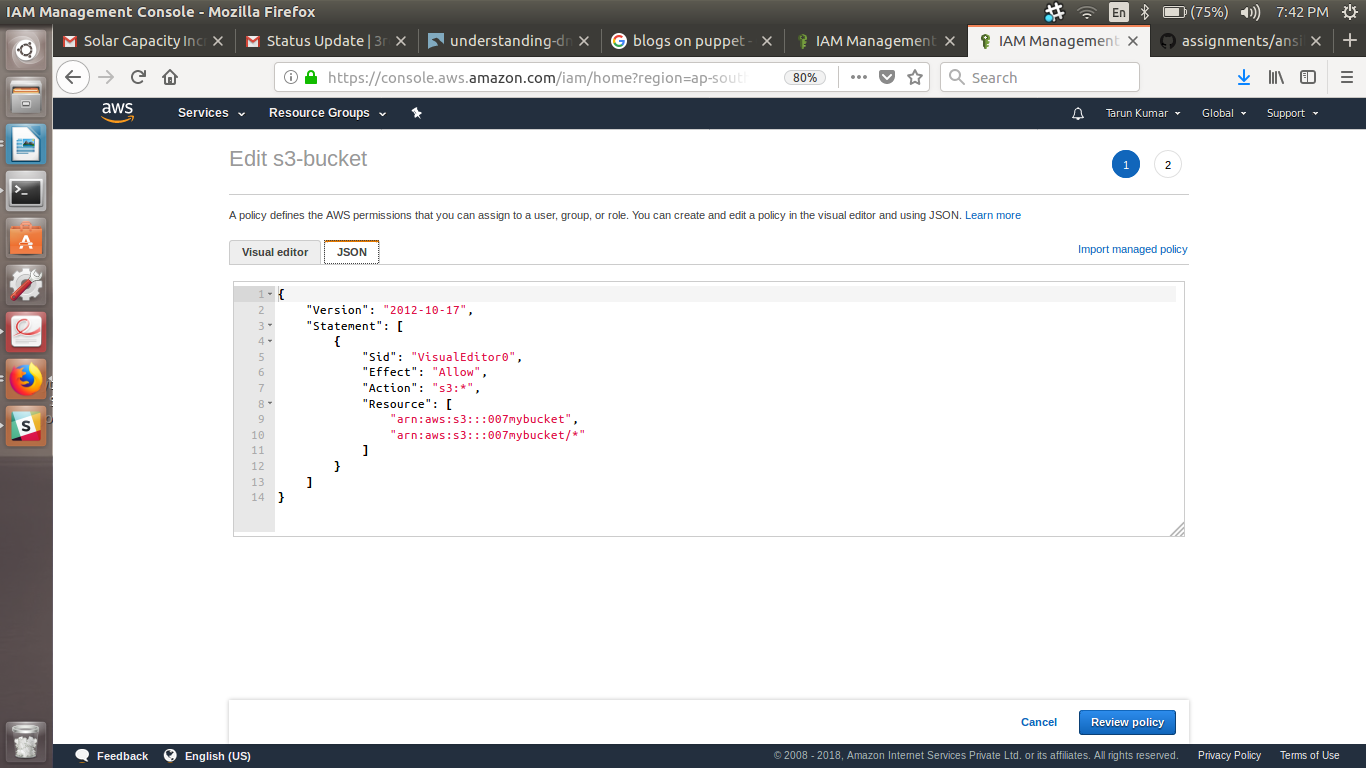 IAM Management Console - Mozilla Firefox
En
(75%)
7:42 PM
Solar Capacity Inc
Status Update | 3r
understanding-dn
blogs on puppet -
IAM Management
IAM Management
assignments/ansi
https://console.aws.amazon.com/iam/home?region=ap-sout
80%
Search
aws
Services
Resource Groups
Tarun Kumar
Global
Support
Edit s3-bucket
1
2
A policy defines the AWS permissions that you can assign to a user, group, or role. You can create and edit a policy in the visual editor and using JSON. Learn more
Visual editor
JSON
Import managed policy
1 {
2 "Version": "2012-10-17",
3 "Statement": [
4 {
5 "Sid": "VisualEditor0",
6 "Effect": "Allow",
7 "Action": "s3:*",
8 "Resource": [
9 "arn:aws:s3:::007mybucket",
10 "arn:aws:s3:::007mybucket/*"
11 ]
12 }
13 ]
14 }
Cancel
Review policy
Feedback
English (US)
© 2008 - 2018, Amazon Internet Services Private Ltd. or its affiliates. All rights reserved.
Privacy Policy
Terms of Use